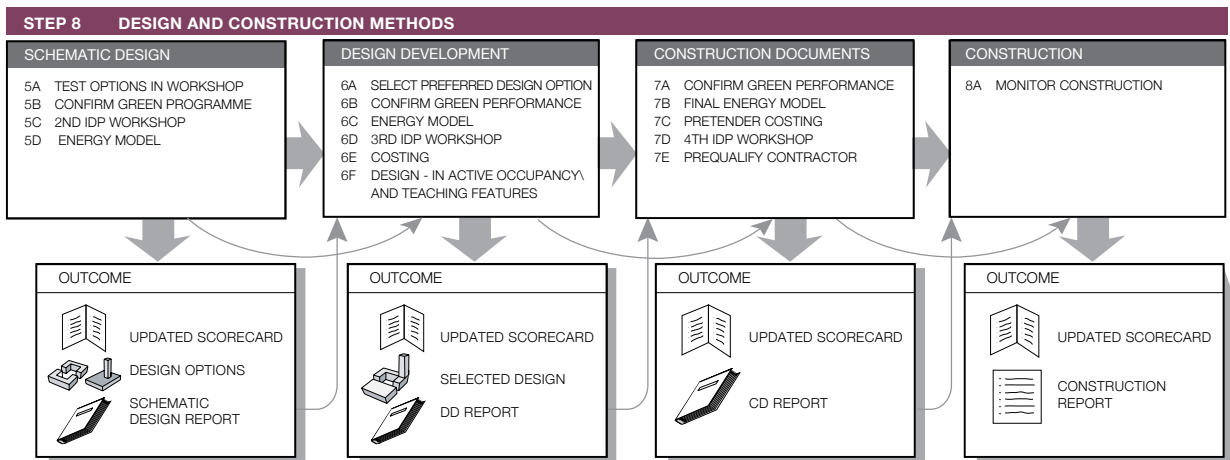 STEP 8 DESIGN AND CONSTRUCTION METHODS
SCHEMATIC DESIGN
5A TEST OPTIONS IN WORKSHOP
5B CONFIRM GREEN PROGRAMME
5C 2ND IDP WORKSHOP
5D ENERGY MODEL
DESIGN DEVELOPMENT
6A SELECT PREFERRED DESIGN OPTION
6B CONFIRM GREEN PERFORMANCE
6C ENERGY MODEL
6D 3RD IDP WORKSHOP
6E COSTING
6F DESIGN - IN ACTIVE OCCUPANCY\
AND TEACHING FEATURES
CONSTRUCTION DOCUMENTS
7A CONFIRM GREEN PERFORMANCE
7B FINAL ENERGY MODEL
7C PRETENDER COSTING
7D 4TH IDP WORKSHOP
7E PREQUALIFY CONTRACTOR
CONSTRUCTION
8A MONITOR CONSTRUCTION
OUTCOME
UPDATED SCORECARD
DESIGN OPTIONS
SCHEMATIC
DESIGN REPORT
OUTCOME
UPDATED SCORECARD
SELECTED DESIGN
DD REPORT
OUTCOME
UPDATED SCORECARD
CD REPORT
OUTCOME
UPDATED SCORECARD
CONSTRUCTION
REPORT